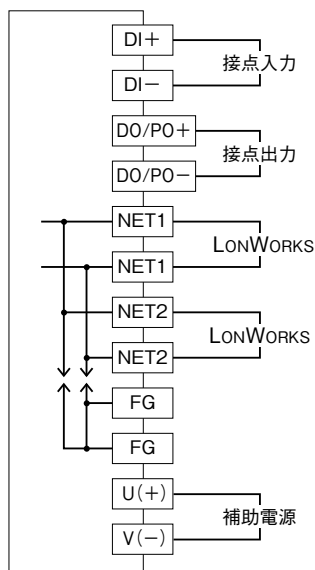 DI+
接点入力
DI−
DO/PO+
接点出力
DO/PO−
NET1
LONWORKS
NET1
NET2
LONWORKS
NET2
FG
FG
U(+)
補助電源
V(−)